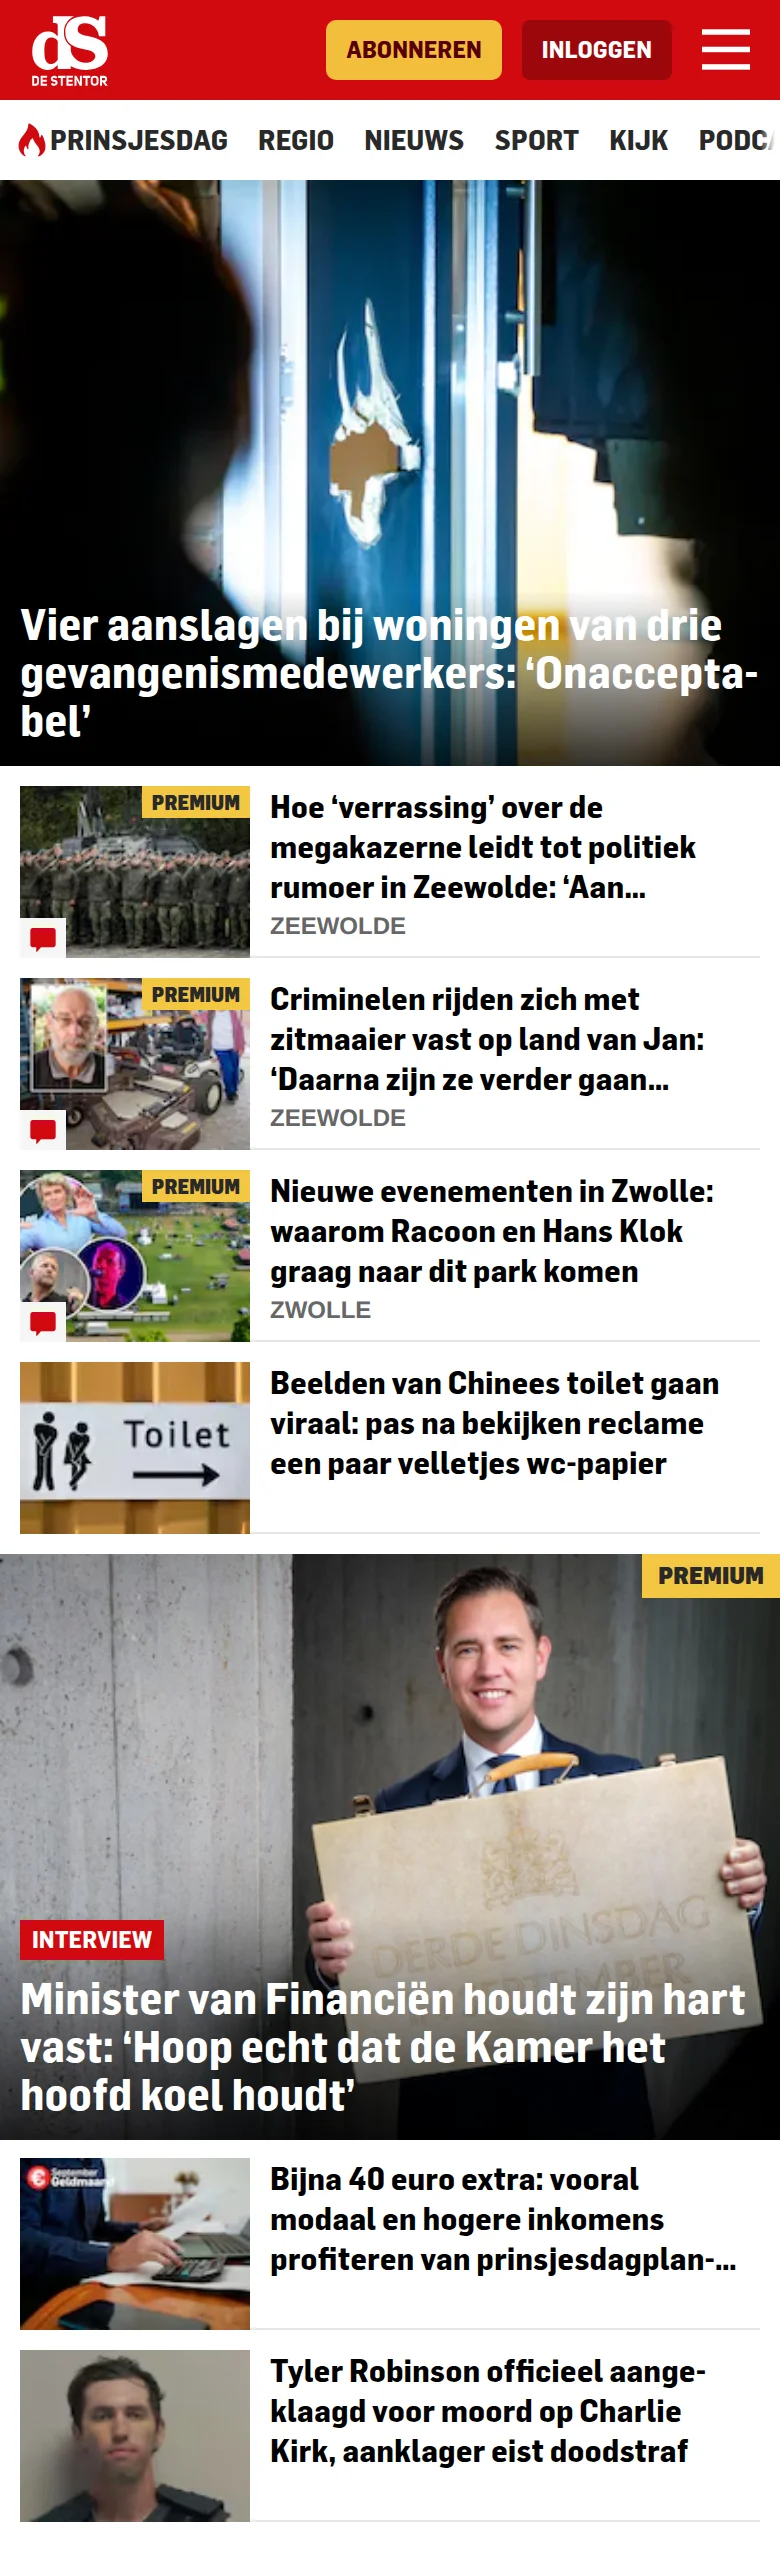 dS
DE STENTOR
ABONNEREN
INLOGGEN
PRINSJESDAG REGIO NIEUWS SPORT KIJK
Vier aanslagen bij woningen van drie
gevangenismedewerkers: ‘Onaccepta-
bel’
PREMIUM
Hoe ‘verrassing’ over de
megakazerne leidt tot politiek
rumoer in Zeewolde: ‘Aan...
ZEEWOLDE
PREMIUM
Criminelen rijden zich met
zitmaaier vast op land van Jan:
‘Daarna zijn ze verder gaan...
ZEEWOLDE
PREMIUM
Nieuwe evenementen in Zwolle:
waarom Racoon en Hans Klok
graag naar dit park komen
ZWOLLE
Toilet
Beelden van Chinees toilet gaan
viraal: pas na bekijken reclame
een paar velletjes wc-papier
PREMIUM
DERDE DINSDAG
INTERVIEW
Minister van Financiën houdt zijn hart
vast: ‘Hoop echt dat de Kamer het
hoofd koel houdt’
€ September
Geldmaand
Bijna 40 euro extra: vooral
modaal en hogere inkomens
profiteren van prinsjesdagplan-...
Tyler Robinson officieel aange-
klaagd voor moord op Charlie
Kirk, aanklager eist doodstraf